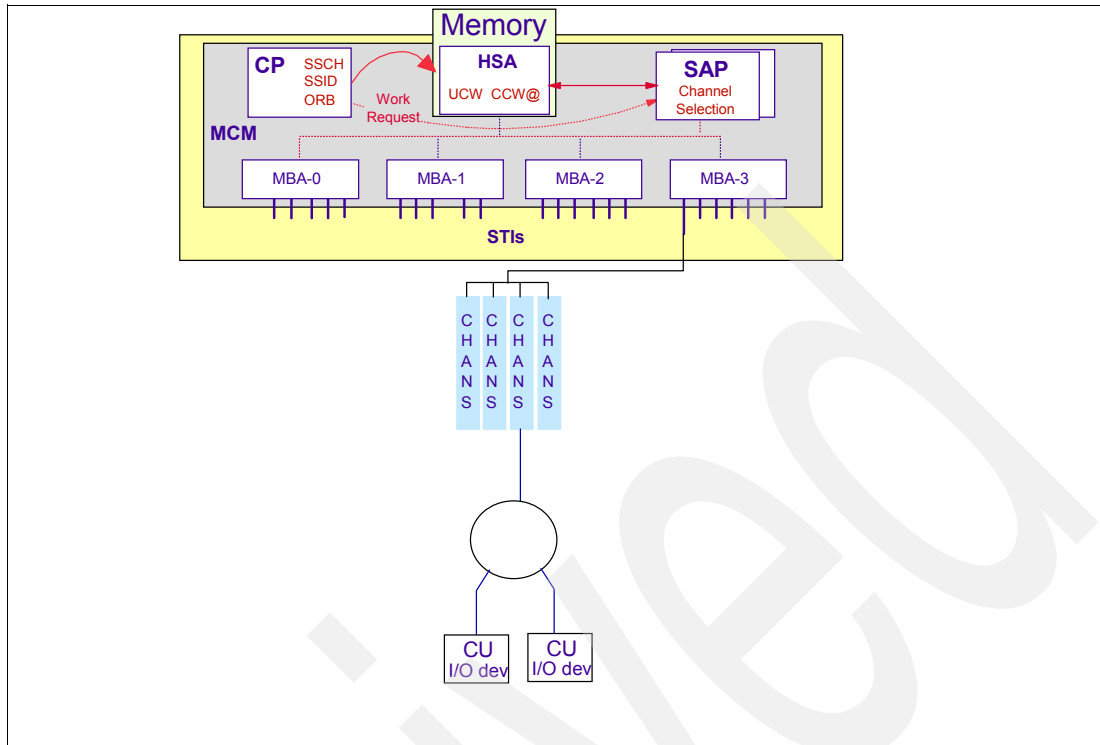 Memory
CP
SSCH
SSID
ORB
HSA
UCW CCW@
SAP
Channel
Selection
Work
Request
MCM
MBA-0
MBA-1
MBA-2
MBA-3
STIs
CHANS
CHANS
CHANS
CHANS
CU
I/O dev
CU
I/O dev
ived